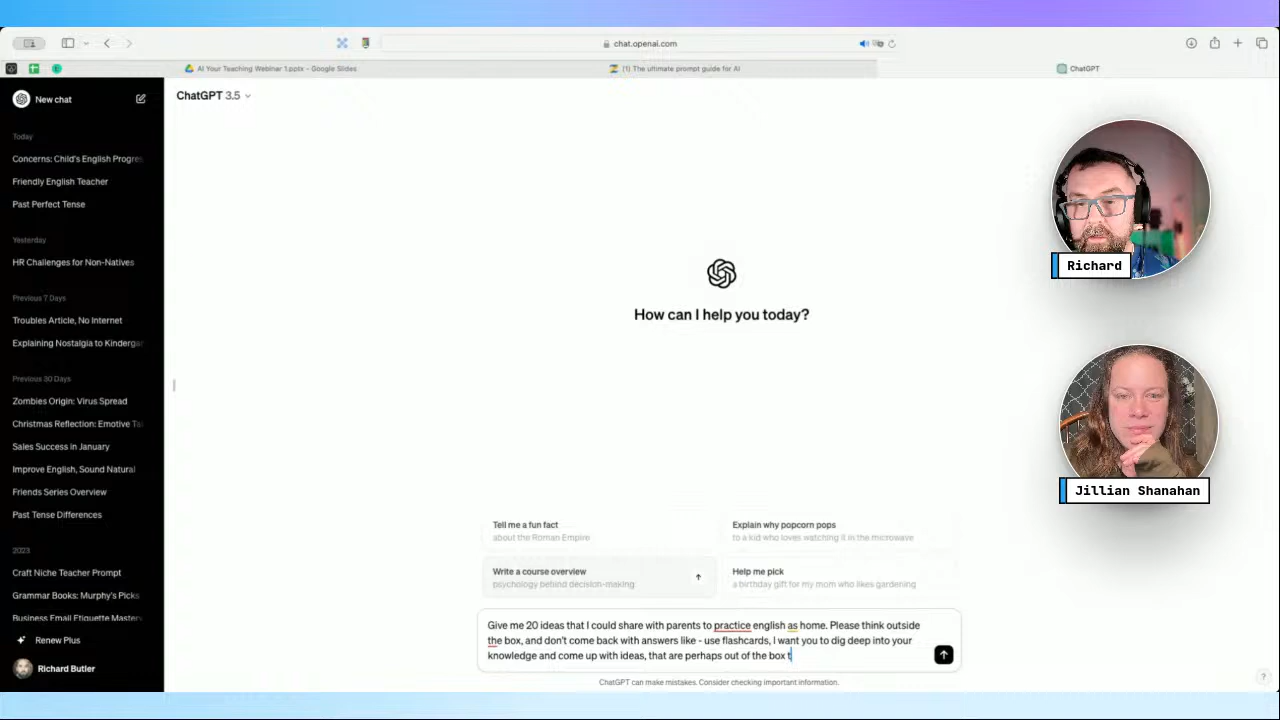 chat.openai.com
AI Your Teaching Webinar 1.pptx - Google Slides
(1) The ultimate prompt guide for AI
ChatGPT
New chat
ChatGPT 3.5
Today
Concerns: Child's English Progres
Friendly English Teacher
Past Perfect Tense
Yesterday
HR Challenges for Non-Natives
Previous 7 Days
Troubles Article, No Internet
Explaining Nostalgia to Kindergar
Previous 30 Days
Zombies Origin: Virus Spread
Christmas Reflection: Emotive Tal
Sales Success in January
Improve English, Sound Natural
Friends Series Overview
Past Tense Differences
2023
Craft Niche Teacher Prompt
Grammar Books: Murphy's Picks
Business Email Etiquette Mastery
Renew Plus
Richard Butler
How can I help you today?
Tell me a fun fact
about the Roman Empire
Explain why popcorn pops
to a kid who loves watching it in the microwave
Write a course overview
psychology behind decision-making
Help me pick
a birthday gift for my mom who likes gardening
Give me 20 ideas that I could share with parents to practice english as home. Please think outside
the box, and don't come back with answers like - use flashcards, I want you to dig deep into your
knowledge and come up with ideas, that are perhaps out of the box t
ChatGPT can make mistakes. Consider checking important information.
?
Richard
Jillian Shanahan